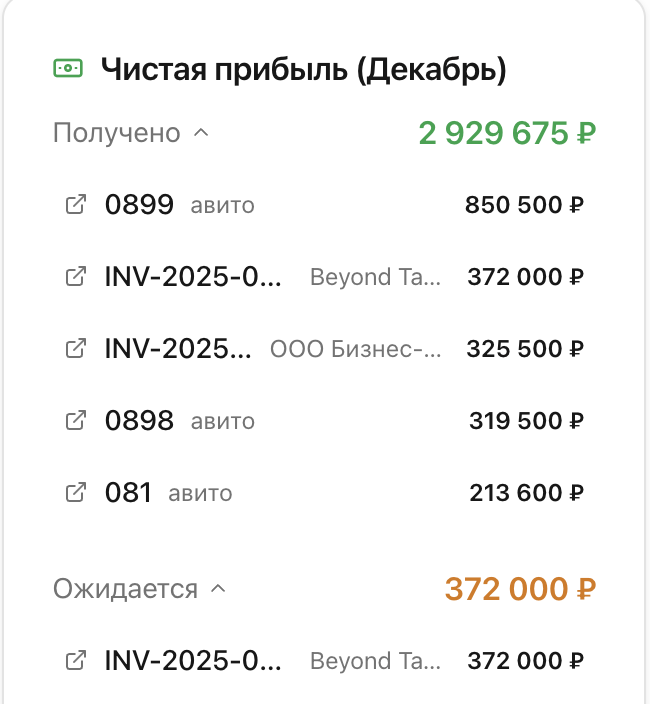 Чистая прибыль (Декабрь)
Получено 2 929 675 ₽
0899 авито 850 500 ₽
INV-2025-0... Beyond Ta... 372 000 ₽
INV-2025... ООО Бизнес-... 325 500 ₽
0898 авито 319 500 ₽
081 авито 213 600 ₽
Ожидается 372 000 ₽
INV-2025-0... Beyond Ta... 372 000 ₽